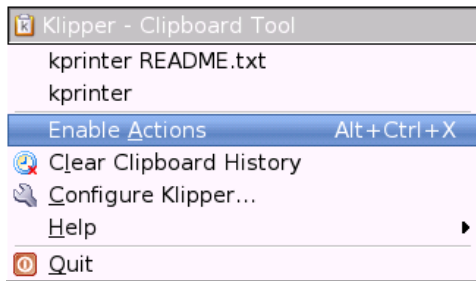 Klipper - Clipboard Tool
kprinter README.txt
kprinter
Enable Actions Alt+Ctrl+X
Clear Clipboard History
Configure Klipper...
Help
Quit